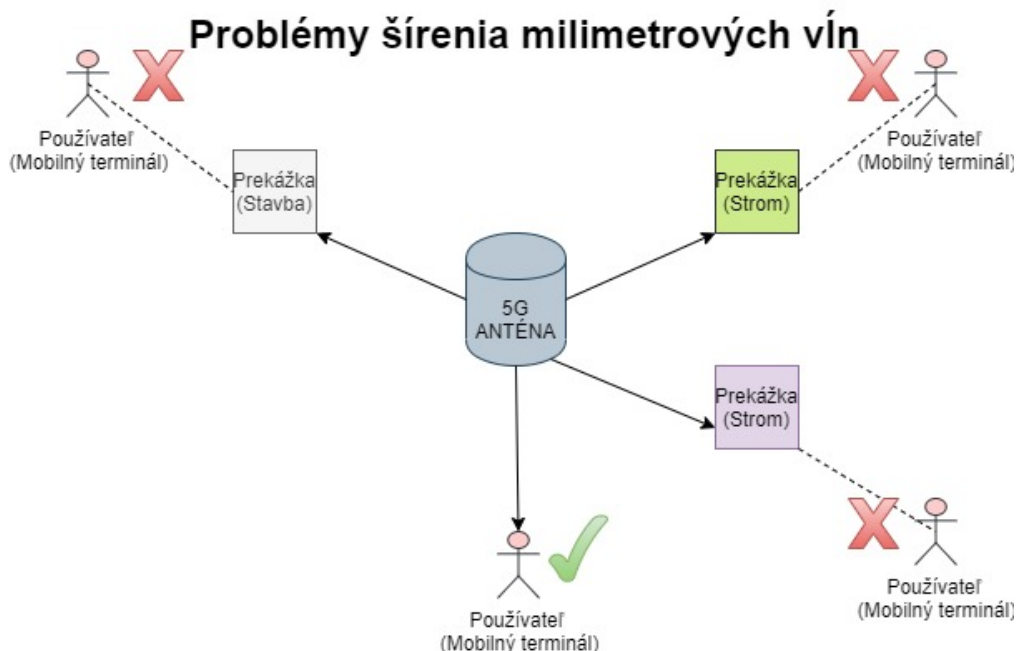 Problémy šírenia milimetrových vĺn
Používateľ
(Mobilný terminál)
Používateľ
(Mobilný terminál)
Prekážka
(Stavba)
Prekážka
(Strom)
5G
ANTÉNA
Prekážka
(Strom)
Používateľ
(Mobilný terminál)
Používateľ
(Mobilný terminál)